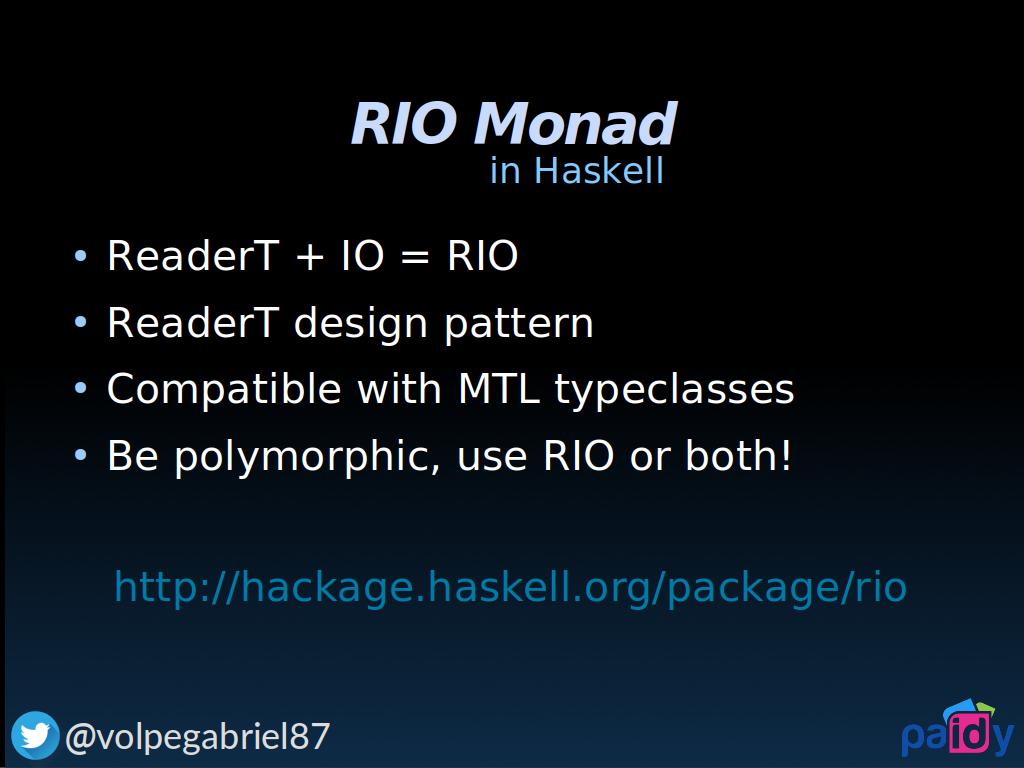 RIO Monad
in Haskell
• ReaderT + IO = RIO
• ReaderT design pattern
• Compatible with MTL typeclasses
• Be polymorphic, use RIO or both!
http://hackage.haskell.org/package/rio
@volpegabriel87
paidy